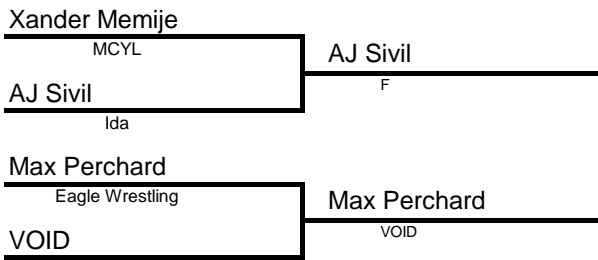 Xander Memije
MCYL
AJ Sivil
F
AJ Sivil
Ida
Max Perchard
Eagle Wrestling
Max Perchard
VOID
VOID